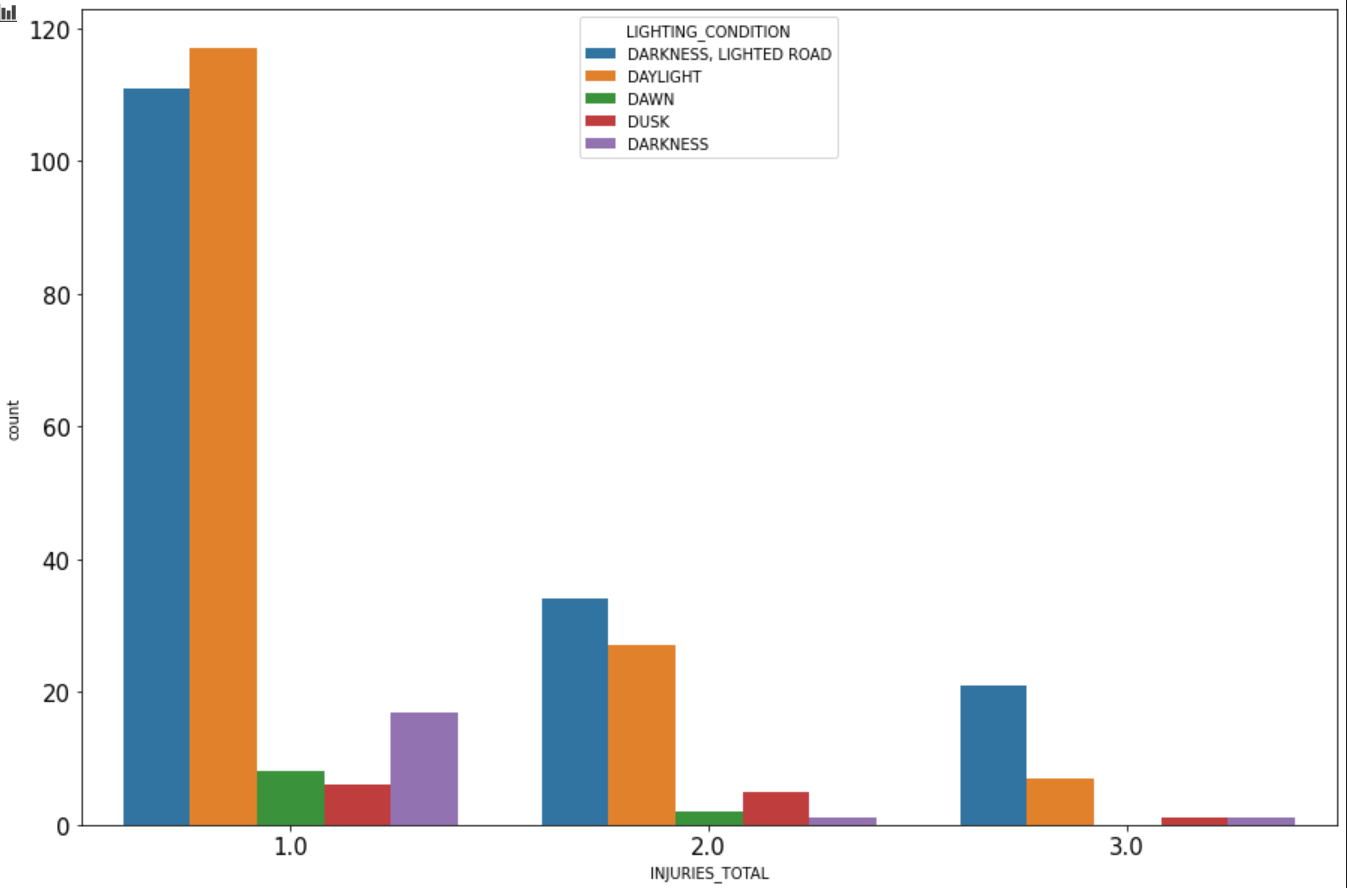 120
100
80
60
40
20
0
count
LIGHTING_CONDITION
DARKNESS, LIGHTED ROAD
DAYLIGHT
DAWN
DUSK
DARKNESS
1.0 2.0 3.0
INJURIES_TOTAL